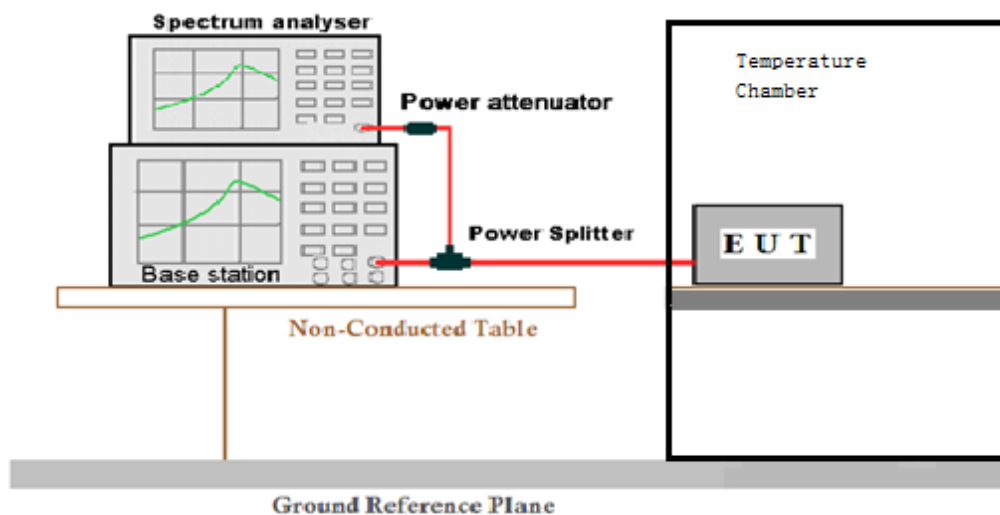 Spectrum analyser
Temperature
Chamber
Power attenuator
Power Splitter
E U T
Base station
Non-Conducted Table
Ground Reference Plane